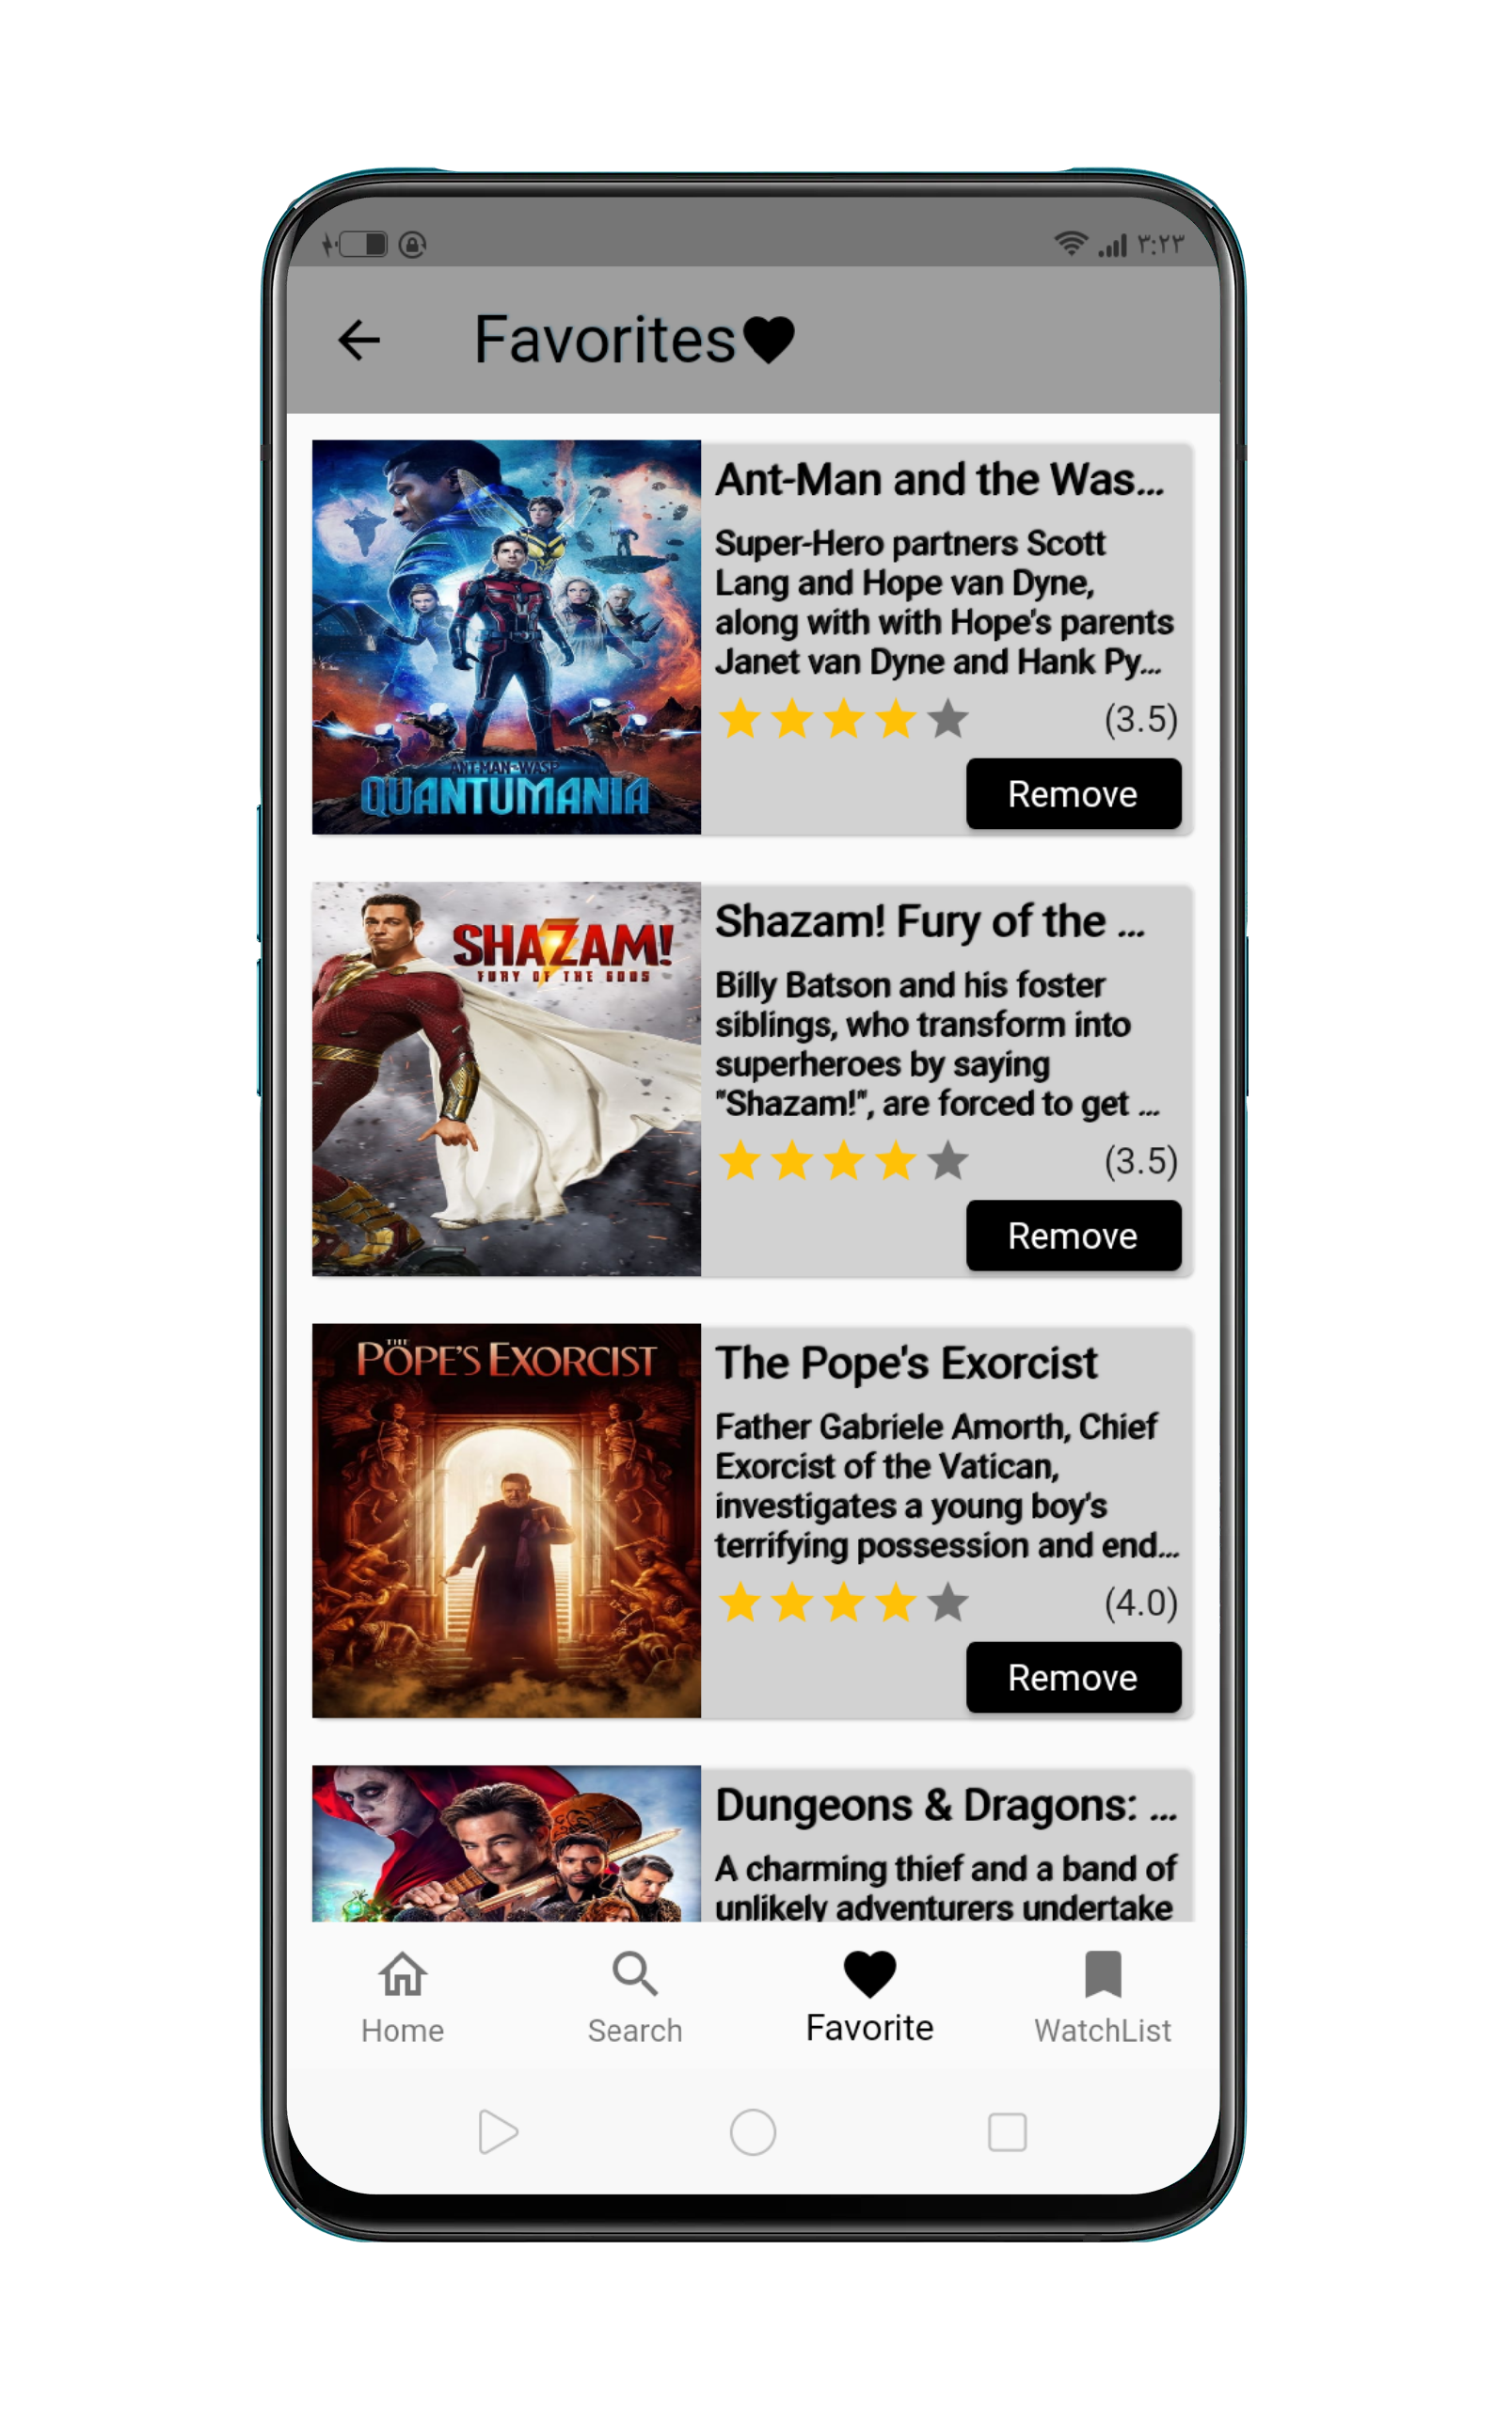 ٣:٢٣
Favorites
Ant-Man and the Was...
Super-Hero partners Scott
Lang and Hope van Dyne,
along with with Hope's parents
Janet van Dyne and Hank Py...
(3.5)
Remove
ANT-MAN AND THE WASP
QUANTUMANIA
Shazam! Fury of the ...
Billy Batson and his foster
siblings, who transform into
superheroes by saying
"Shazam!", are forced to get ...
(3.5)
Remove
SHAZAM!
FURY OF THE GODS
The Pope's Exorcist
Father Gabriele Amorth, Chief
Exorcist of the Vatican,
investigates a young boy's
terrifying possession and end...
(4.0)
Remove
THE
POPE'S EXORCIST
Dungeons & Dragons: ...
A charming thief and a band of
unlikely adventurers undertake
Home
Search
Favorite
WatchList